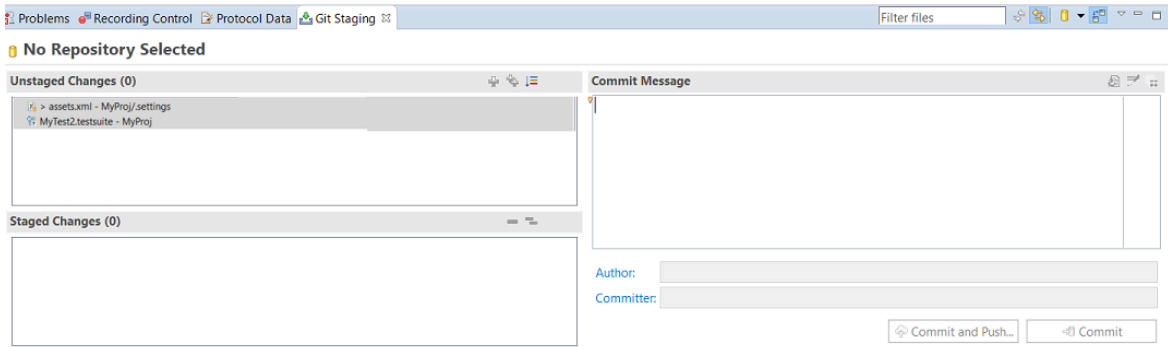 Problems Recording Control Protocol Data Git Staging Filter files
No Repository Selected
Unstaged Changes (0)
> assets.xml - MyProj/.settings
MyTest2.testsuite - MyProj
Staged Changes (0)
Commit Message
Author:
Committer:
Commit and Push... Commit